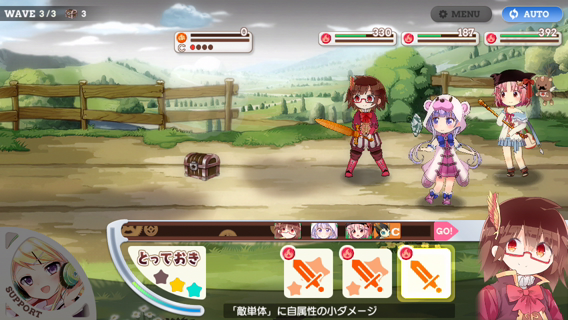 WAVE 3/3 3
MENU
AUTO
0
C
330
187
392
C
GO!
とっておき
SUPPORT
「敵単体」に自属性の小ダメージ